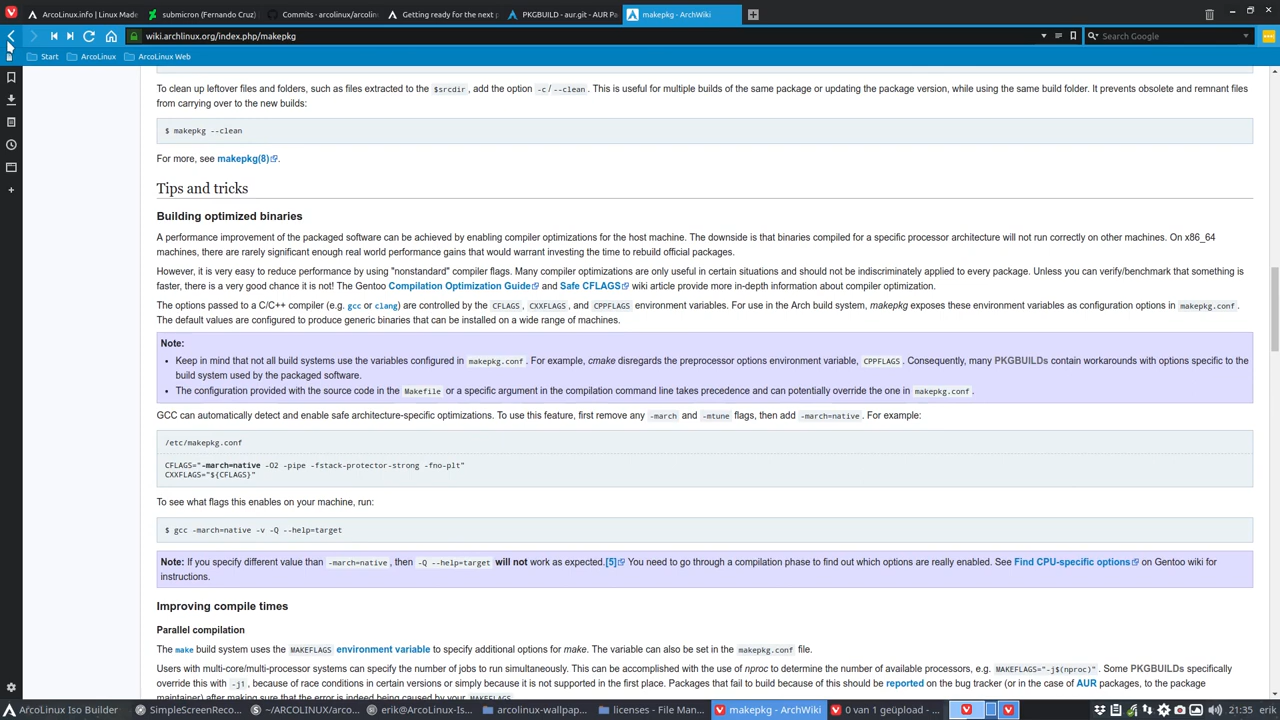 ArcoLinux.info | Linux Made
submicron (Fernando Cruz)
Commits · arcolinux/arcolin
Getting ready for the next p
PKGBUILD - aur.git - AUR Pa
makepkg - ArchWiki
wiki.archlinux.org/index.php/makepkg
Search Google
Start
ArcoLinux
ArcoLinux Web
To clean up leftover files and folders, such as files extracted to the $srcdir, add the option -c / --clean. This is useful for multiple builds of the same package or updating the package version, while using the same build folder. It prevents obsolete and remnant files
from carrying over to the new builds:
$ makepkg --clean
For more, see makepkg(8).
Tips and tricks
Building optimized binaries
A performance improvement of the packaged software can be achieved by enabling compiler optimizations for the host machine. The downside is that binaries compiled for a specific processor architecture will not run correctly on other machines. On x86_64
machines, there are rarely significant enough real world performance gains that would warrant investing the time to rebuild official packages.
However, it is very easy to reduce performance by using "nonstandard" compiler flags. Many compiler optimizations are only useful in certain situations and should not be indiscriminately applied to every package. Unless you can verify/benchmark that something is
faster, there is a very good chance it is not! The Gentoo Compilation Optimization Guide and Safe CFLAGS wiki article provide more in-depth information about compiler optimization.
The options passed to a C/C++ compiler (e.g. gcc or clang) are controlled by the CFLAGS, CXXFLAGS, and CPPFLAGS environment variables. For use in the Arch build system, makepkg exposes these environment variables as configuration options in makepkg.conf.
The default values are configured to produce generic binaries that can be installed on a wide range of machines.
Note:
• Keep in mind that not all build systems use the variables configured in makepkg.conf. For example, cmake disregards the preprocessor options environment variable, CPPFLAGS. Consequently, many PKGBUILDs contain workarounds with options specific to the
build system used by the packaged software.
• The configuration provided with the source code in the Makefile or a specific argument in the compilation command line takes precedence and can potentially override the one in makepkg.conf.
GCC can automatically detect and enable safe architecture-specific optimizations. To use this feature, first remove any -march and -mtune flags, then add -march=native. For example:
/etc/makepkg.conf
CFLAGS="-march=native -O2 -pipe -fstack-protector-strong -fno-plt"
CXXFLAGS="${CFLAGS}"
To see what flags this enables on your machine, run:
$ gcc -march=native -v -Q --help=target
Note: If you specify different value than -march=native, then -Q --help=target will not work as expected.[5] You need to go through a compilation phase to find out which options are really enabled. See Find CPU-specific options on Gentoo wiki for
instructions.
Improving compile times
Parallel compilation
The make build system uses the MAKEFLAGS environment variable to specify additional options for make. The variable can also be set in the makepkg.conf file.
Users with multi-core/multi-processor systems can specify the number of jobs to run simultaneously. This can be accomplished with the use of nproc to determine the number of available processors, e.g. MAKEFLAGS="-j$(nproc)". Some PKGBUILDs specifically
override this with -j1, because of race conditions in certain versions or simply because it is not supported in the first place. Packages that fail to build because of this should be reported on the bug tracker (or in the case of AUR packages, to the package
maintainer) after making sure that the error is indeed being caused by your MAKEFLAGS.
ArcoLinux Iso Builder
SimpleScreenReco...
~/ARCOLINUX/arcol...
erik@ArcoLinux-Is...
arcolinux-wallpap...
licenses - File Man...
makepkg - ArchWi...
0 van 1 geüpload - ...
21:35
erik